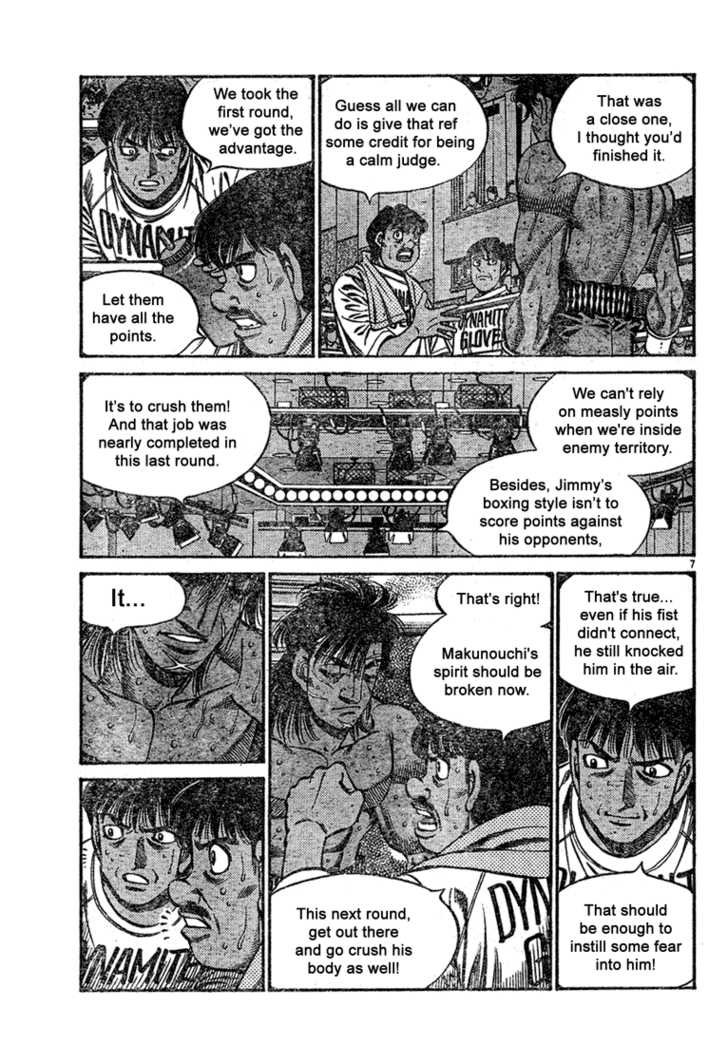 That was
a close one,
I thought you'd
finished it.
Guess all we can
do is give that ref
some credit for being
a calm judge.
DYNAMITE
GLOVE
We took the
first round,
we've got the
advantage.
DYNAMIT
Let them
have all the
points.
We can't rely
on measly points
when we're inside
enemy territory.
Besides, Jimmy's
boxing style isn't to
score points against
his opponents,
It's to crush them!
And that job was
nearly completed in
this last round.
7
That's true...
even if his fist
didn't connect,
he still knocked
him in the air.
That should
be enough to
instill some fear
into him!
That's right!
Makunouchi's
spirit should be
broken now.
This next round,
get out there
and go crush his
body as well!
DYN
G
It...
NAMITE